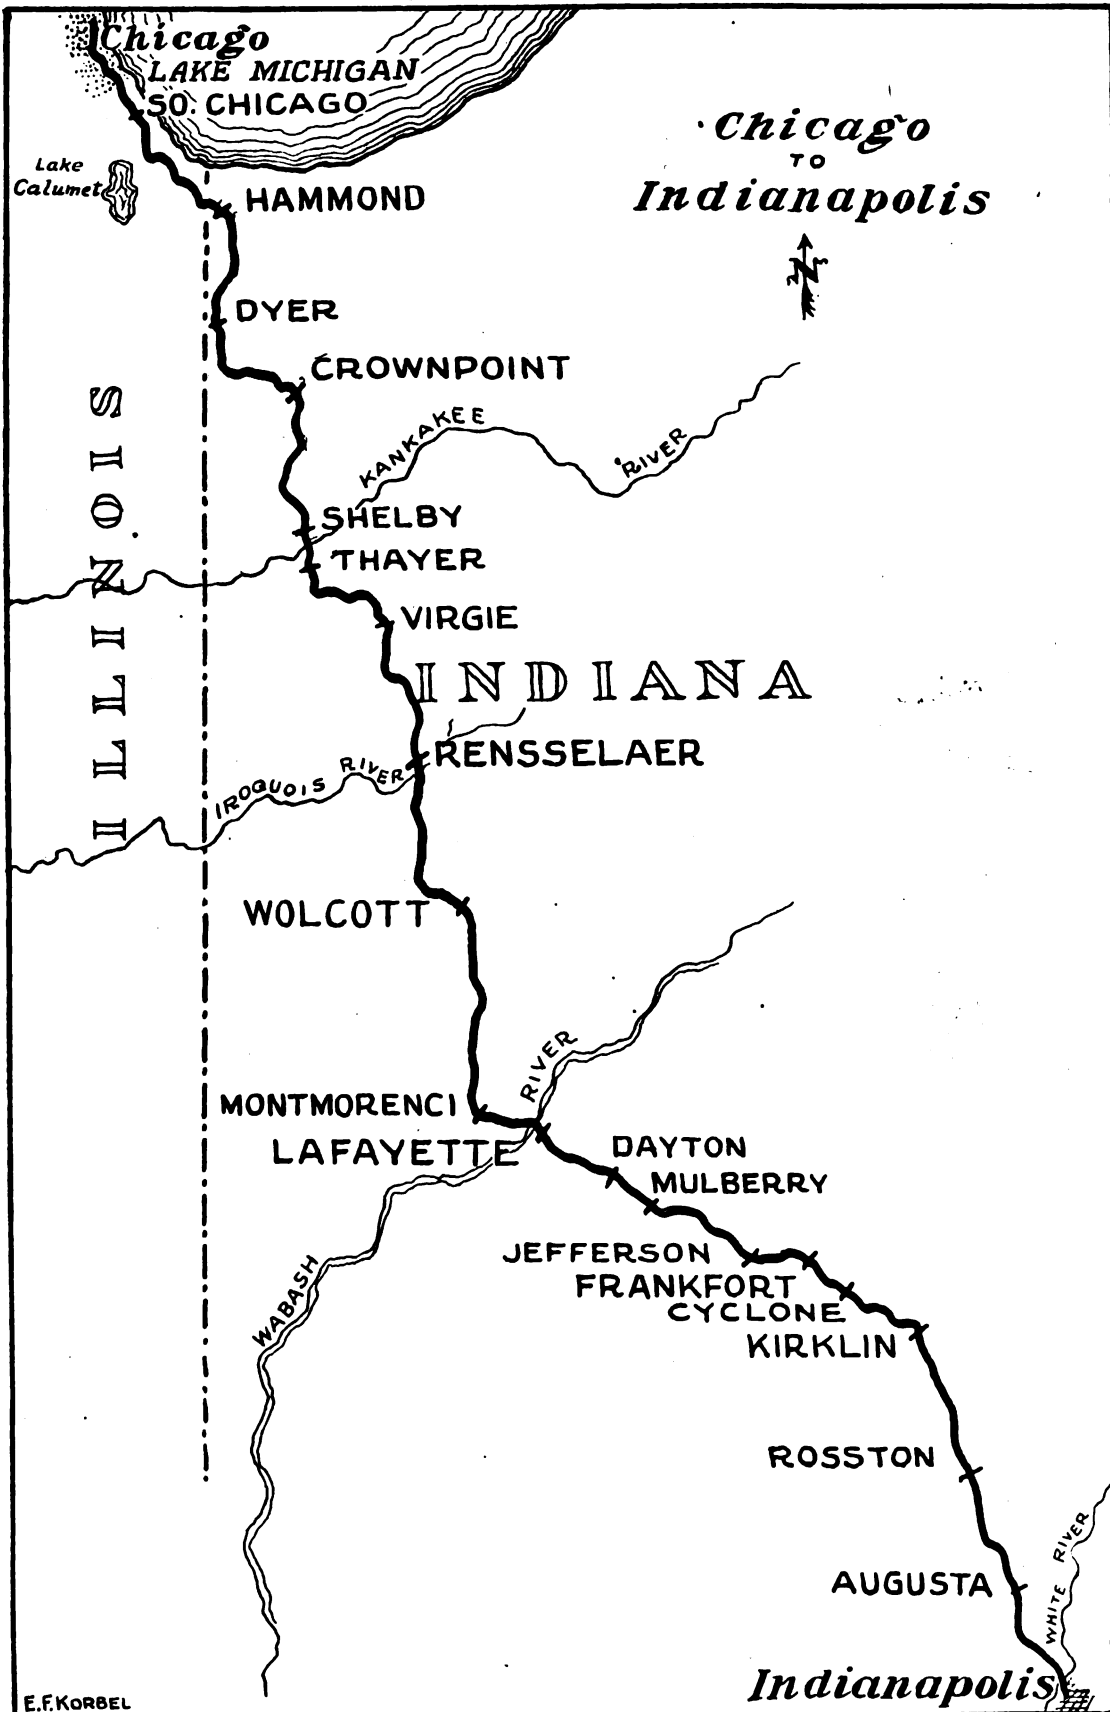 Chicago
LAKE MICHIGAN
SO. CHICAGO
Chicago
TO
Indianapolis
N
Lake
Calumet
HAMMOND
DYER
CROWNPOINT
KANKAKEE
RIVER
ILLINOIS
SHELBY
THAYER
VIRGIE
INDIANA
RENSSELAER
IROQUOIS RIVER
WOLCOTT
RIVER
MONTMORENCI
LAFAYETTE
DAYTON
MULBERRY
JEFFERSON
FRANKFORT
WABASH
CYCLONE
KIRKLIN
ROSSTON
WHITE RIVER
AUGUSTA
Indianapolis
E.F.KORBEL